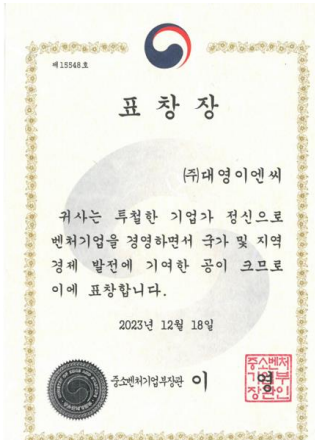 제15548호
표 창 장
(주)대영이엔씨
귀사는 투철한 기업가 정신으로
벤처기업을 경영하면서 국가 및 지역
경제 발전에 기여한 공이 크므로
이에 표창합니다.
2023년 12월 18일
중소벤처기업부장관 이 영
중소벤처
기업부
장관인